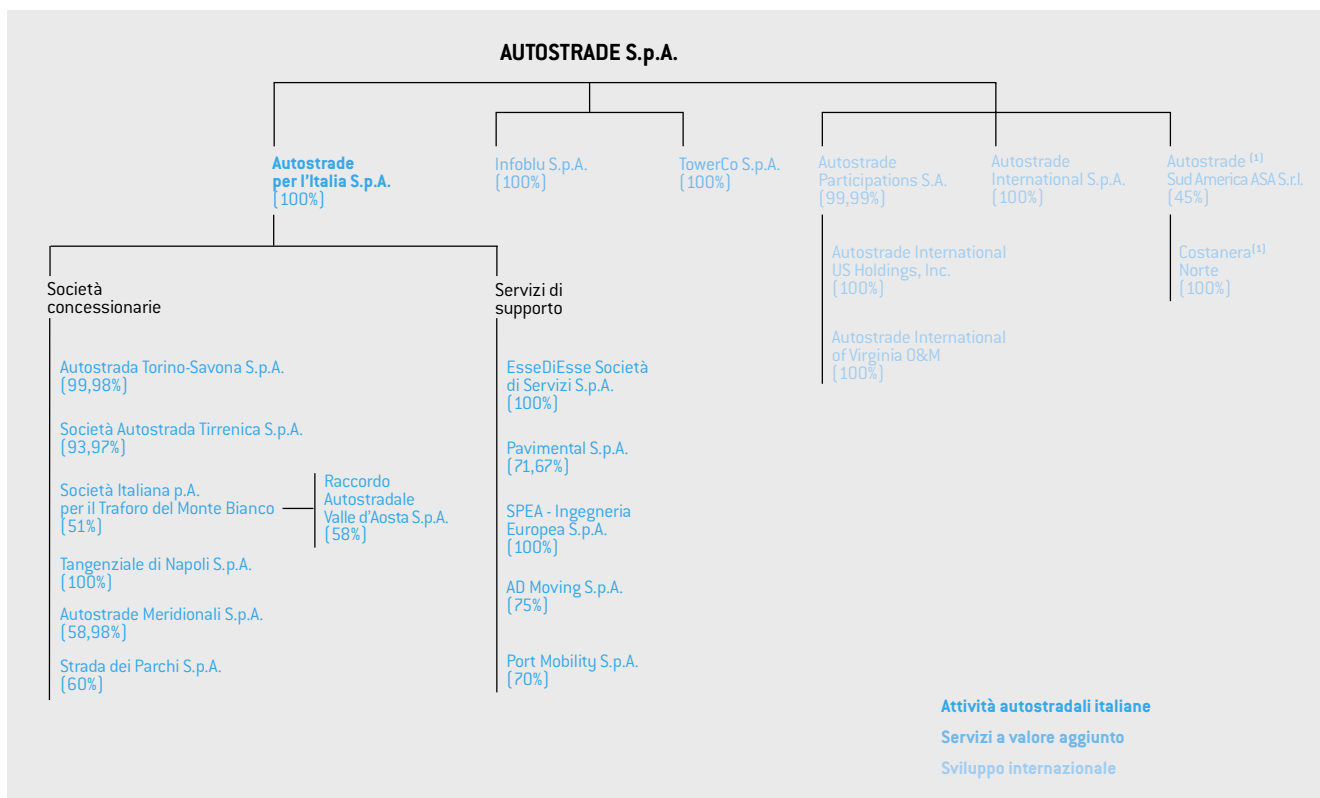 AUTOSTRADE S.p.A.
Autostrade
per l'Italia S.p.A.
(100%)
Infoblu S.p.A.
(100%)
TowerCo S.p.A.
(100%)
Autostrade
Participations S.A.
(99,99%)
Autostrade
International S.p.A.
(100%)
Autostrade (1)
Sud America ASA S.r.l.
(45%)
Autostrade International
US Holdings, Inc.
(100%)
Autostrade International
of Virginia O&M
(100%)
Costanera(1)
Norte
(100%)
Società
concessionarie
Autostrada Torino-Savona S.p.A.
(99,98%)
Società Autostrada Tirrenica S.p.A.
(93,97%)
Società Italiana p.A.
per il Traforo del Monte Bianco
(51%)
Raccordo
Autostradale
Valle d'Aosta S.p.A.
(58%)
Tangenziale di Napoli S.p.A.
(100%)
Autostrade Meridionali S.p.A.
(58,98%)
Strada dei Parchi S.p.A.
(60%)
Servizi di
supporto
EsseDiEsse Società
di Servizi S.p.A.
(100%)
Pavimental S.p.A.
(71,67%)
SPEA - Ingegneria
Europea S.p.A.
(100%)
AD Moving S.p.A.
(75%)
Port Mobility S.p.A.
(70%)
Attività autostradali italiane
Servizi a valore aggiunto
Sviluppo internazionale